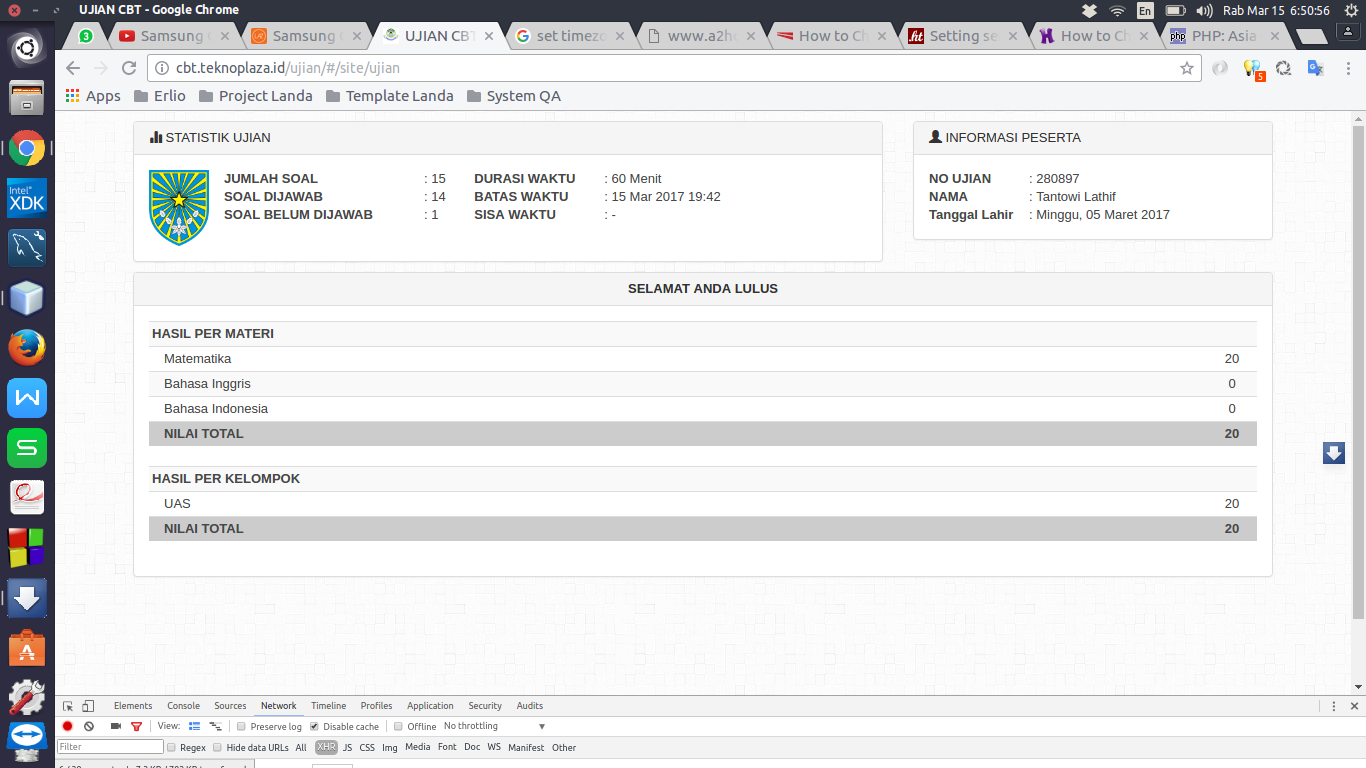 UJIAN CBT - Google Chrome
En
Rab Mar 15 6:50:56
3
Samsung
Samsung
UJIAN CBT
set timezo
www.a2ho
How to Ch
.ht
Setting se
How to Ch
php
PHP: Asia
cbt.teknoplaza.id/ujian/#/site/ujian
5
Apps
Erlio
Project Landa
Template Landa
System QA
STATISTIK UJIAN
JUMLAH SOAL : 15 DURASI WAKTU : 60 Menit
SOAL DIJAWAB : 14 BATAS WAKTU : 15 Mar 2017 19:42
SOAL BELUM DIJAWAB : 1 SISA WAKTU : -
INFORMASI PESERTA
NO UJIAN : 280897
NAMA : Tantowi Lathif
Tanggal Lahir : Minggu, 05 Maret 2017
SELAMAT ANDA LULUS
HASIL PER MATERI
Matematika 20
Bahasa Inggris 0
Bahasa Indonesia 0
NILAI TOTAL 20
HASIL PER KELOMPOK
UAS 20
NILAI TOTAL 20
intel
XDK
Elements Console Sources Network Timeline Profiles Application Security Audits
View: Preserve log Disable cache Offline No throttling
Filter Regex Hide data URLs All XHR JS CSS Img Media Font Doc WS Manifest Other